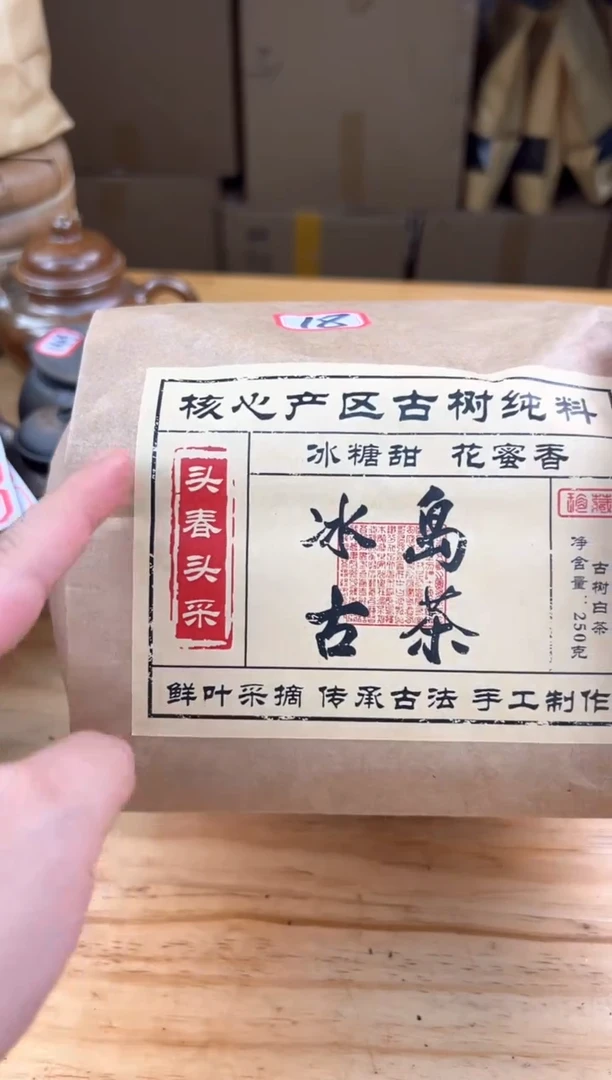 18
核心产区古树纯料
冰糖甜 花蜜香
头春头采
冰岛
古茶
珍藏
古树白茶
净含量:250克
鲜叶采摘 传承古法 手工制作